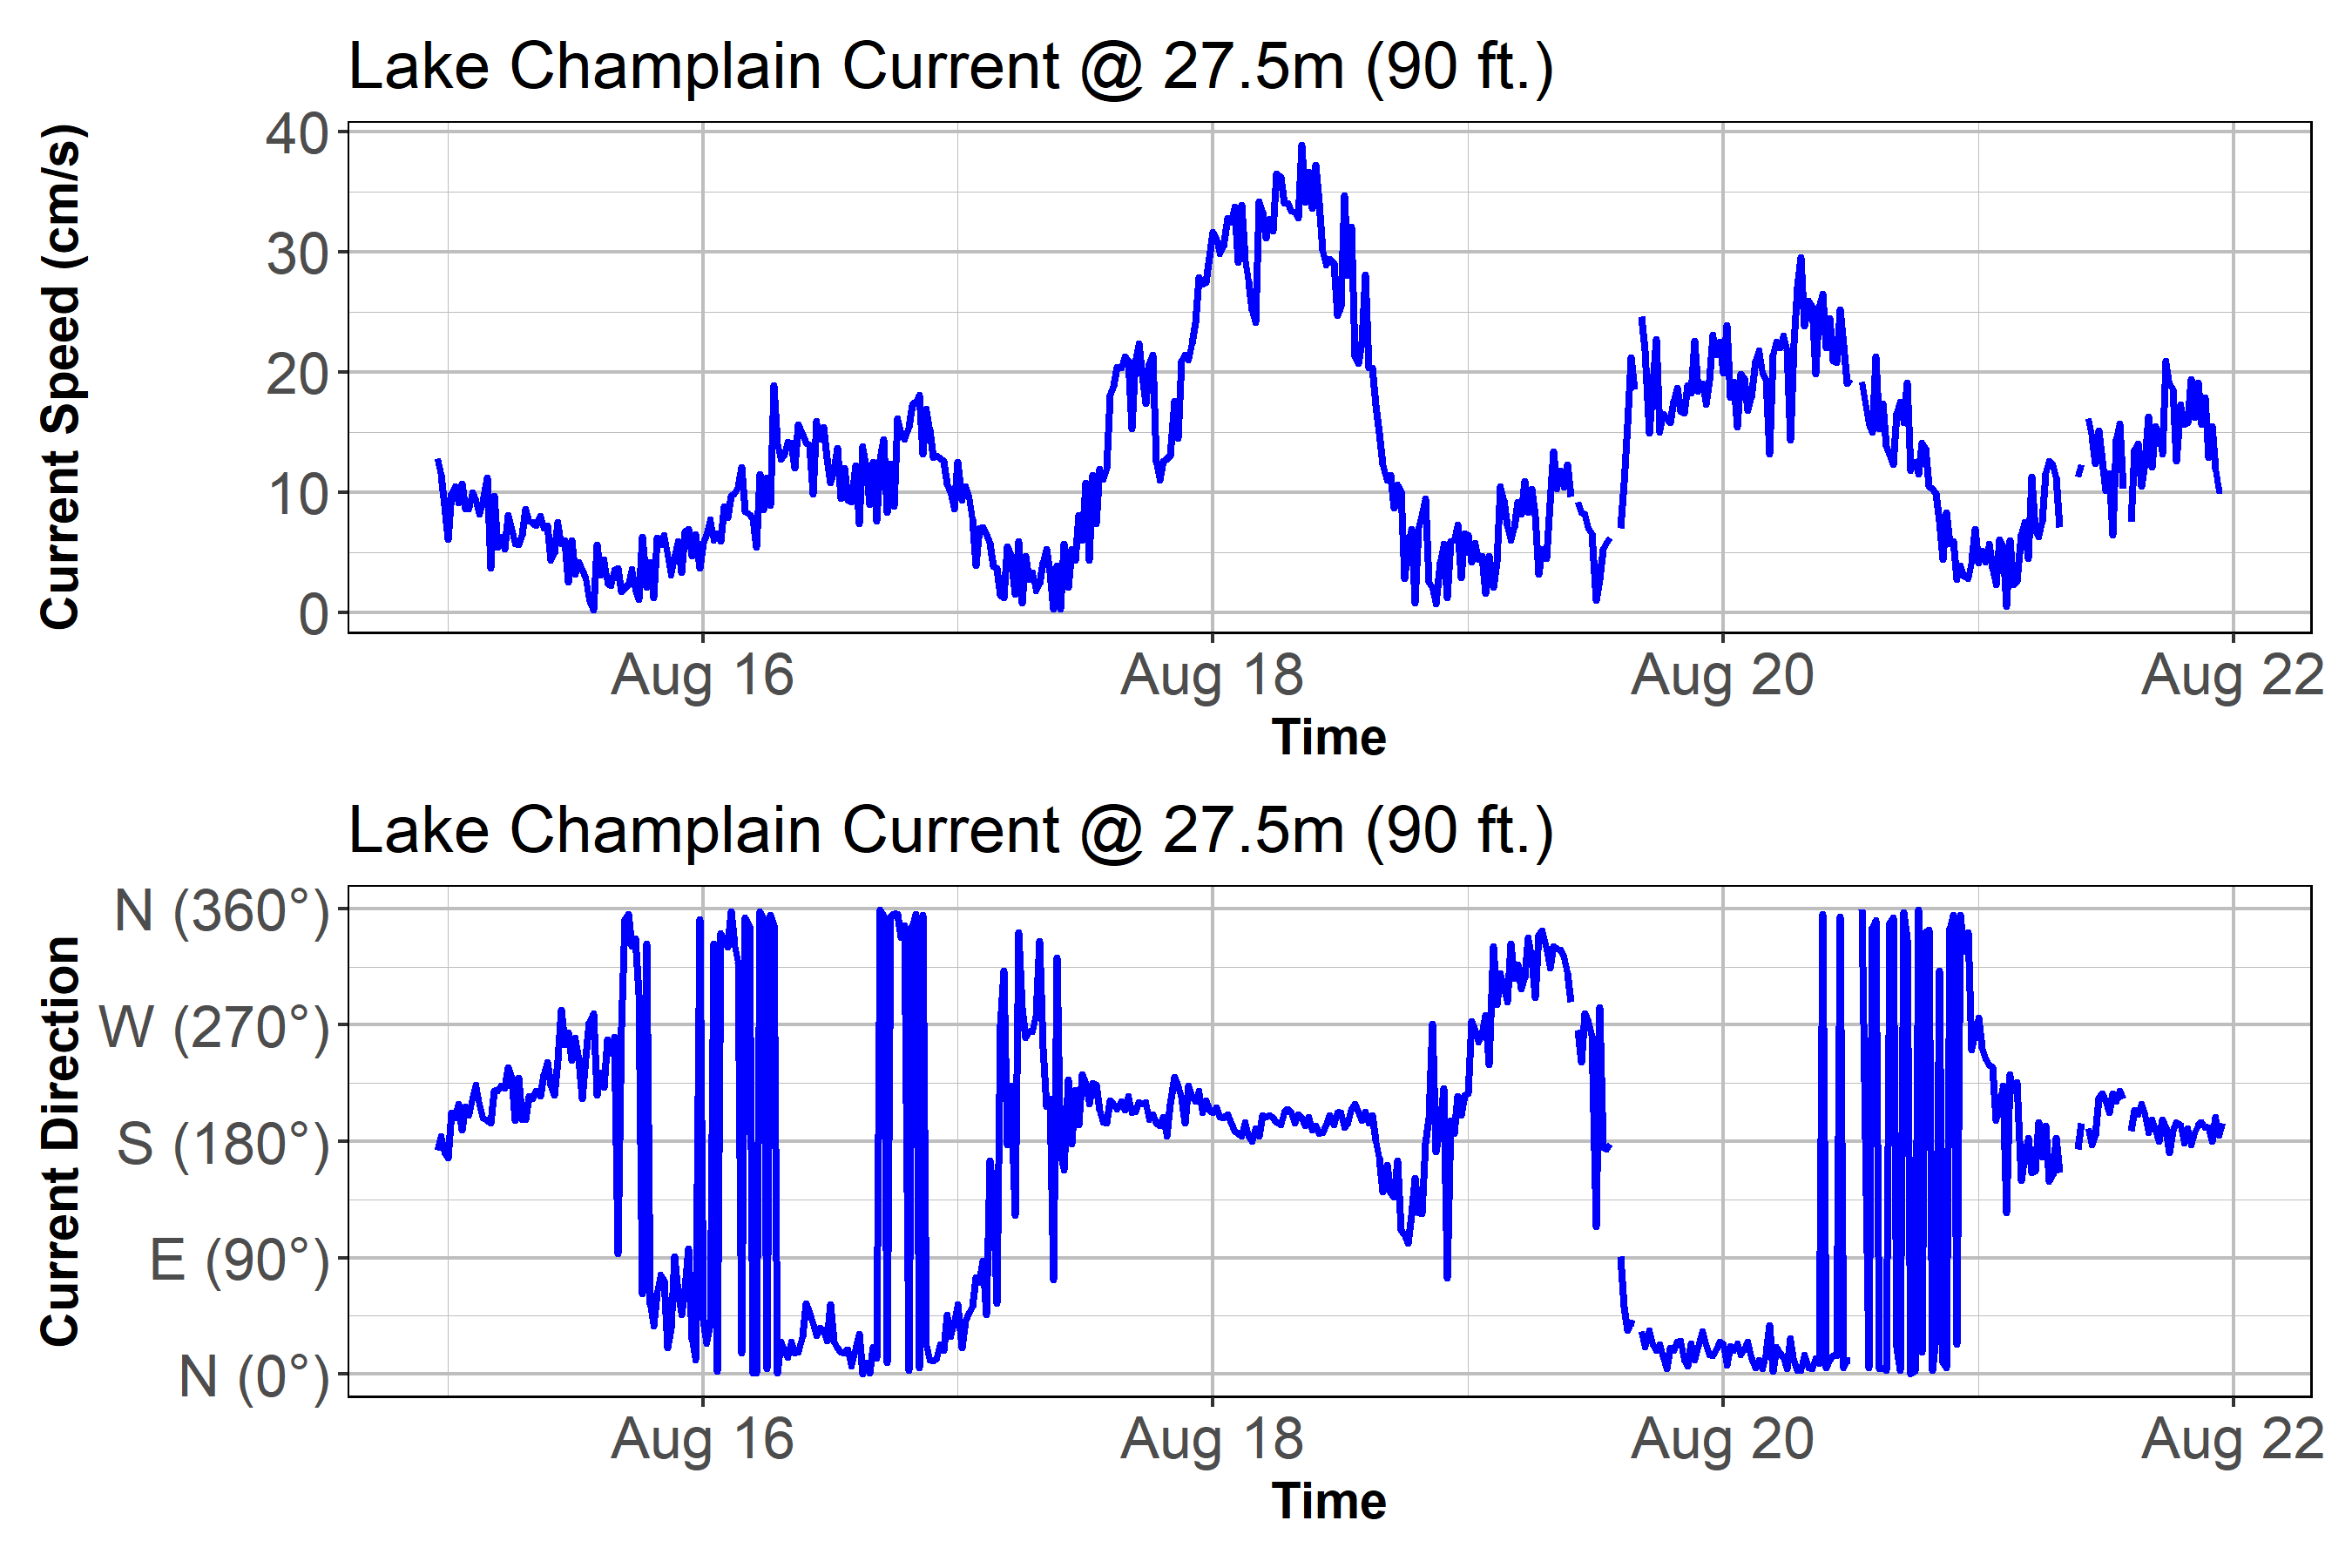 Lake Champlain Current @ 27.5m (90 ft.)
Current Speed (cm/s)
40
30
20
10
0
Aug 16 Aug 18 Aug 20 Aug 22
Time
Lake Champlain Current @ 27.5m (90 ft.)
Current Direction
N (360°)
W (270°)
S (180°)
E (90°)
N (0°)
Aug 16 Aug 18 Aug 20 Aug 22
Time